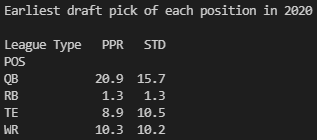 Earliest draft pick of each position in 2020
League Type PPR STD
POS
QB 20.9 15.7
RB 1.3 1.3
TE 8.9 10.5
WR 10.3 10.2